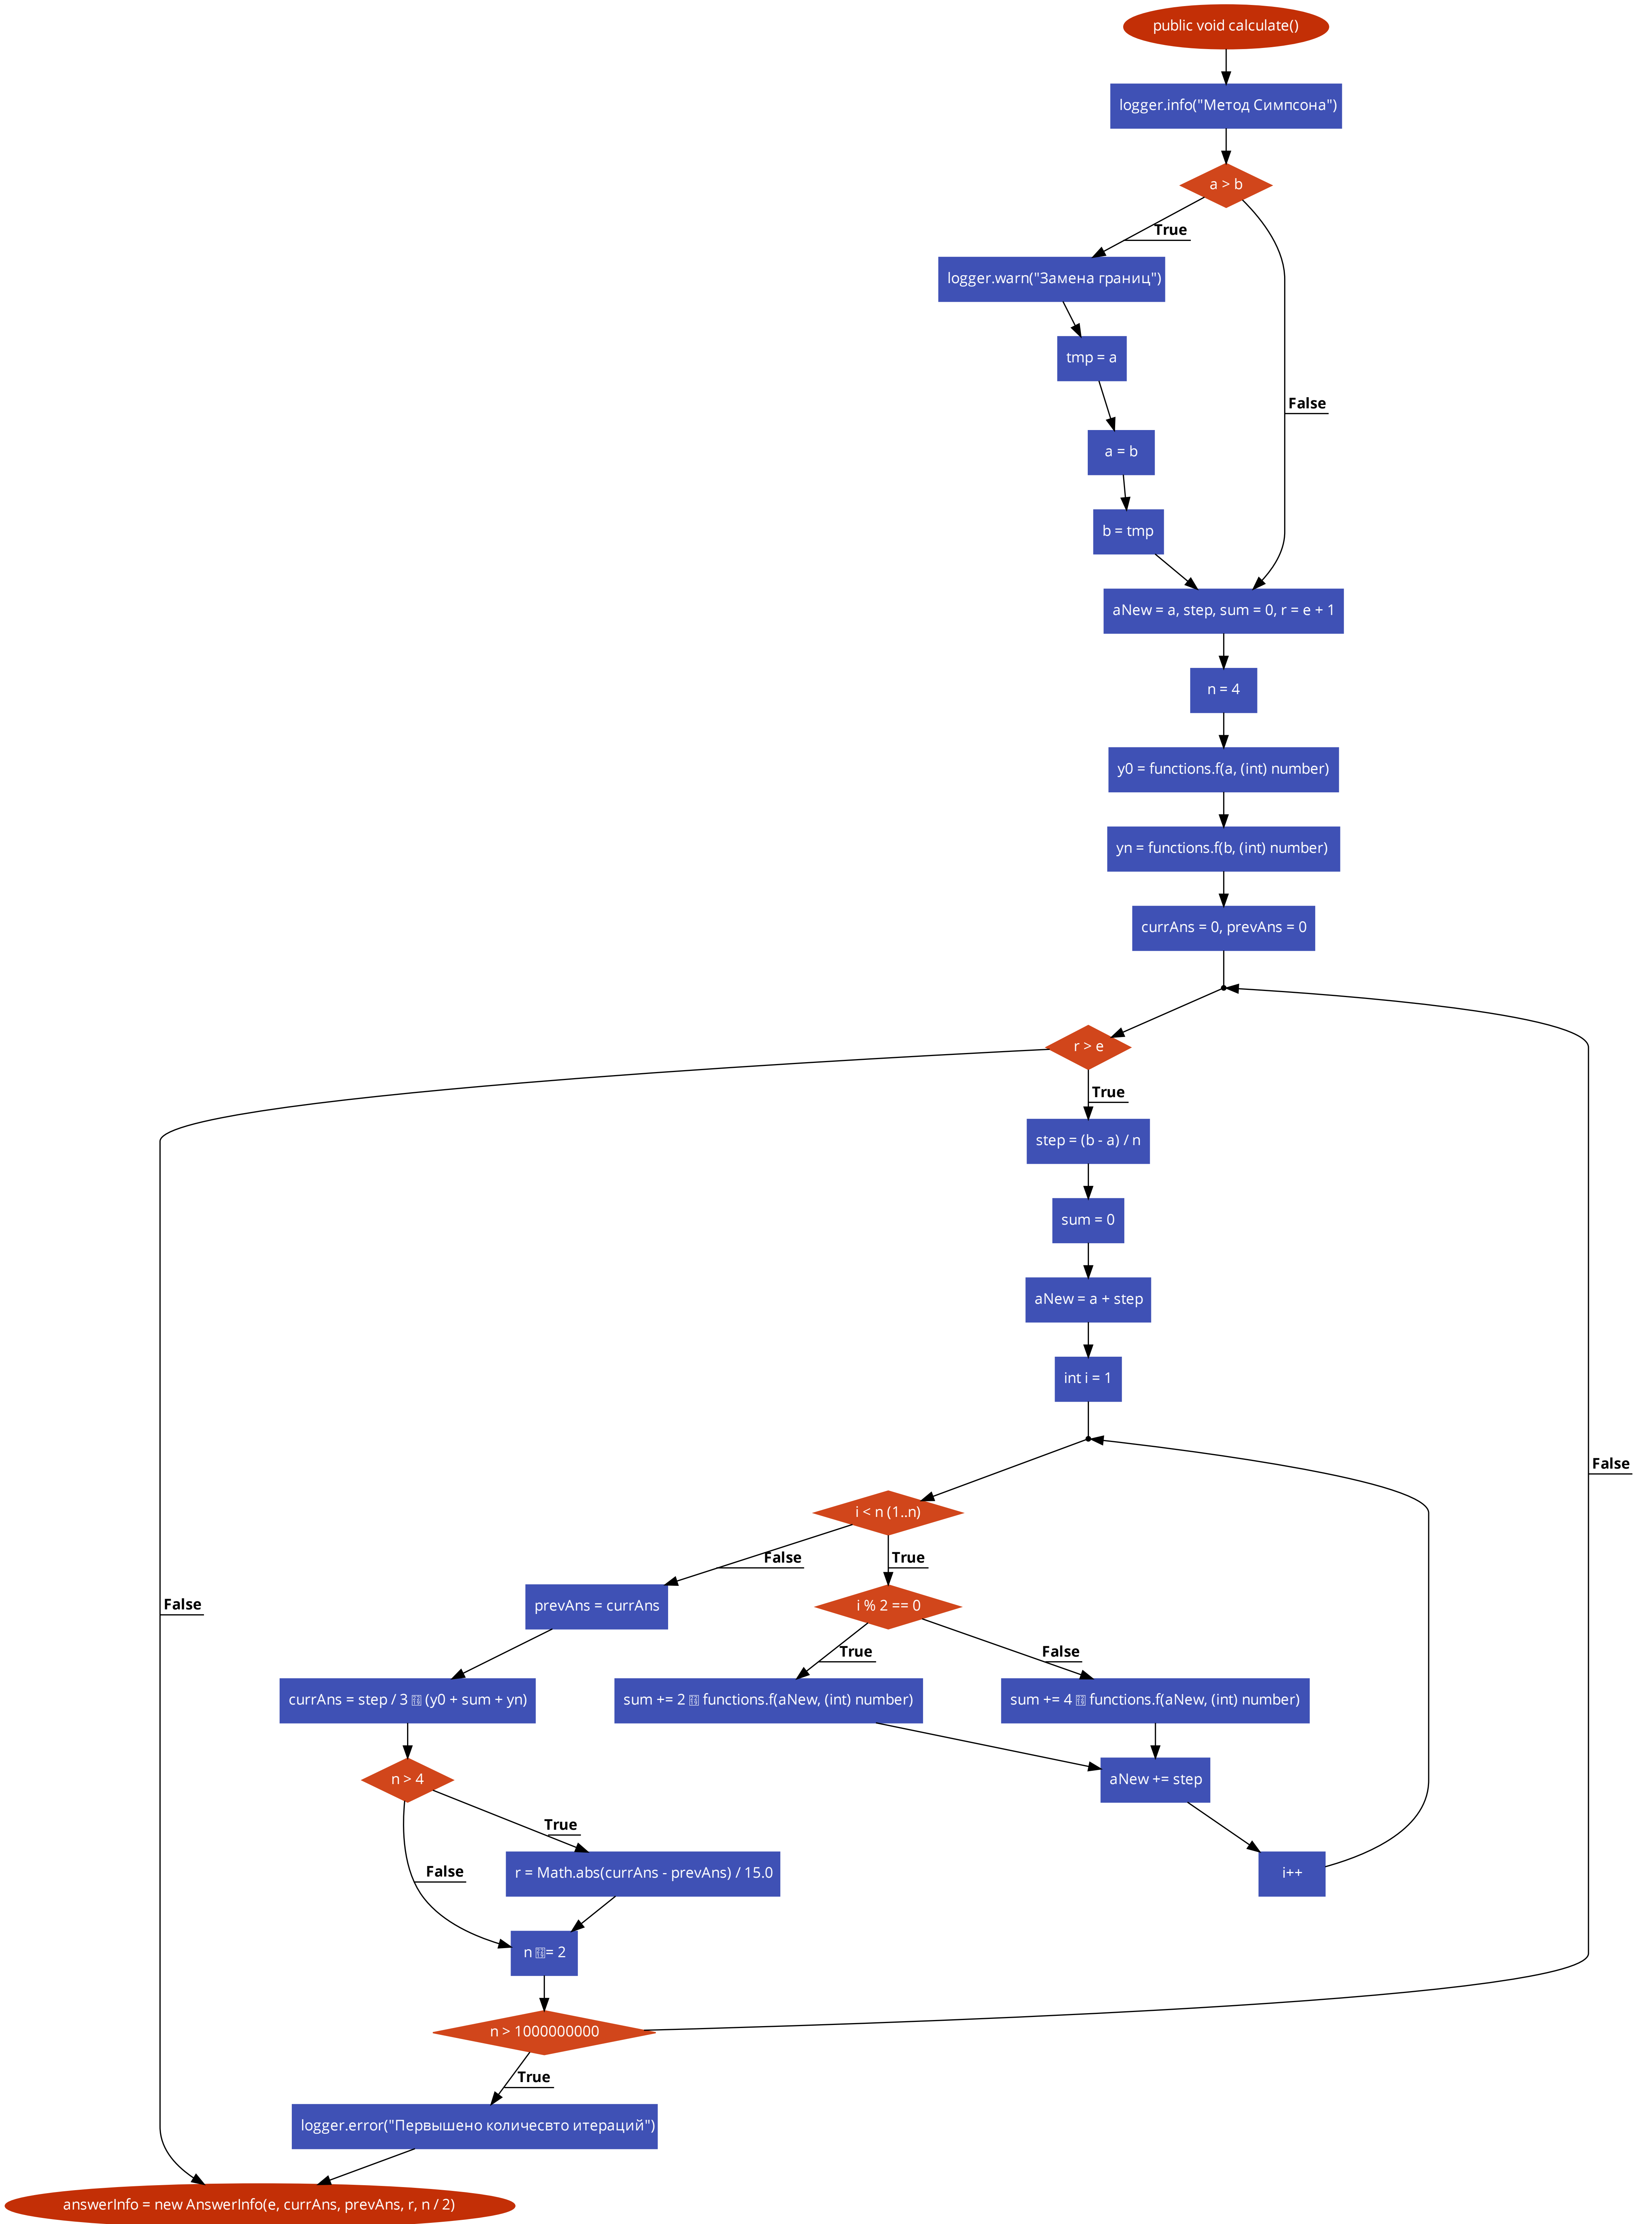 public void calculate()
logger.info("Метод Симпсона")
a > b
True
logger.warn("Замена границ")
tmp = a
False
a = b
b = tmp
aNew = a, step, sum = 0, r = e + 1
n = 4
y0 = functions.f(a, (int) number)
yn = functions.f(b, (int) number)
currAns = 0, prevAns = 0
r > e
True
step = (b - a) / n
sum = 0
aNew = a + step
int i = 1
False
i < n (1..n)
False
True
False
prevAns = currAns
i % 2 == 0
True
False
currAns = step / 3 (y0 + sum + yn)
sum += 2 functions.f(aNew, (int) number)
sum += 4 functions.f(aNew, (int) number)
n > 4
aNew += step
True
False
r = Math.abs(currAns - prevAns) / 15.0
i++
n = 2
n > 1000000000
True
logger.error("Первышено количесвто итераций")
answerInfo = new AnswerInfo(e, currAns, prevAns, r, n / 2)